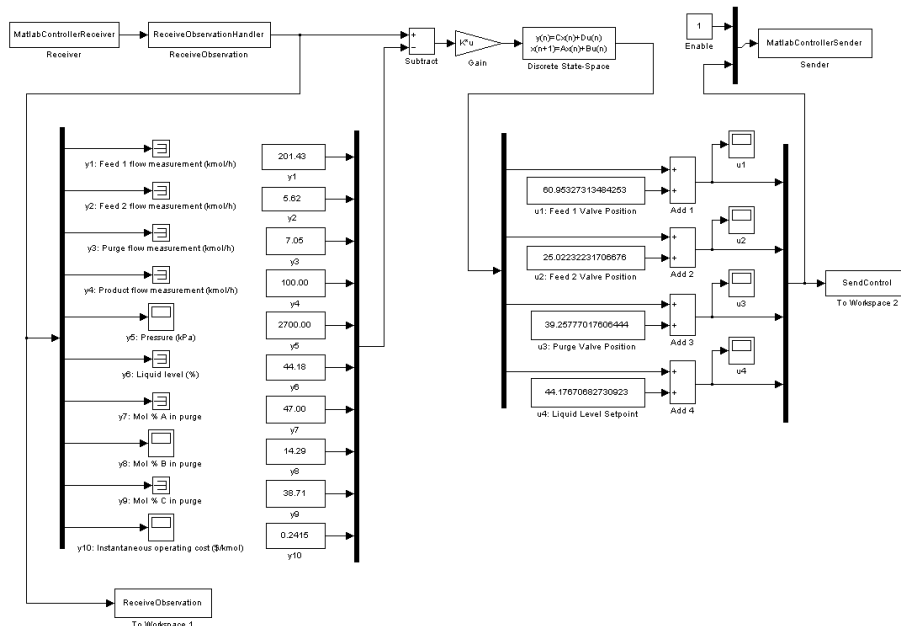 MatlabControllerReceiver
Receiver
ReceiveObservationHandler
ReceiveObservation
+
−
Subtract
K*u
Gain
y(n)=Cx(n)+Du(n)
x(n+1)=Ax(n)+Bu(n)
Discrete State-Space
1
Enable
MatlabControllerSender
Sender
y1: Feed 1 flow measurement (kmol/h)
y2: Feed 2 flow measurement (kmol/h)
y3: Purge flow measurement (kmol/h)
y4: Product flow measurement (kmol/h)
y5: Pressure (kPa)
y6: Liquid level (%)
y7: Mol % A in purge
y8: Mol % B in purge
y9: Mol % C in purge
y10: Instantaneous operating cost ($/kmol)
201.43
y1
5.62
y2
7.05
y3
100.00
y4
2700.00
y5
44.18
y6
47.00
y7
14.29
y8
38.71
y9
0.2415
y10
60.95327313484253
u1: Feed 1 Valve Position
25.02232231706676
u2: Feed 2 Valve Position
39.25777017606444
u3: Purge Valve Position
44.17670682730923
u4: Liquid Level Setpoint
+
+
Add 1
+
+
Add 2
+
+
Add 3
+
+
Add 4
u1
u2
u3
u4
SendControl
To Workspace 2
ReceiveObservation
To Workspace 1